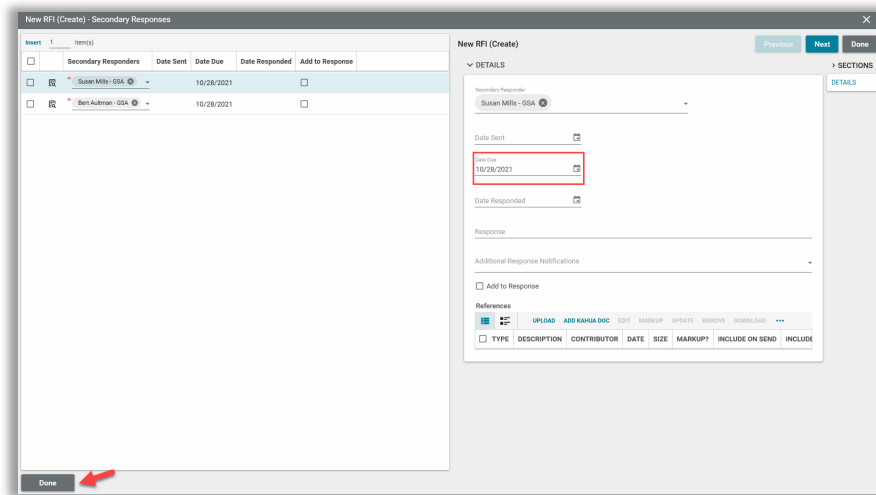 New RFI (Create) - Secondary Responses
Insert 1 item(s)
Secondary Responders Date Sent Date Due Date Responded Add to Response
* Susan Mills - GSA 10/28/2021
* Bert Aultman - GSA 10/28/2021
Done
New RFI (Create)
Previous Next Done
DETAILS
Secondary Responder
Susan Mills - GSA
Date Sent
Date Due
10/28/2021
Date Responded
Response
Additional Response Notifications
Add to Response
References
UPLOAD ADD KAHUA DOC EDIT MARKUP UPDATE REMOVE DOWNLOAD •••
TYPE DESCRIPTION CONTRIBUTOR DATE SIZE MARKUP? INCLUDE ON SEND INCLUDE
> SECTIONS
DETAILS